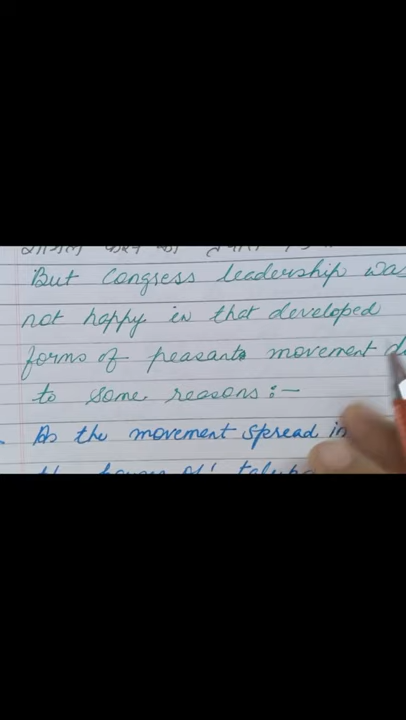 But Congress leadership was
not happy in that developed
forms of peasants movement
to some reasons :-
As the movement spread in